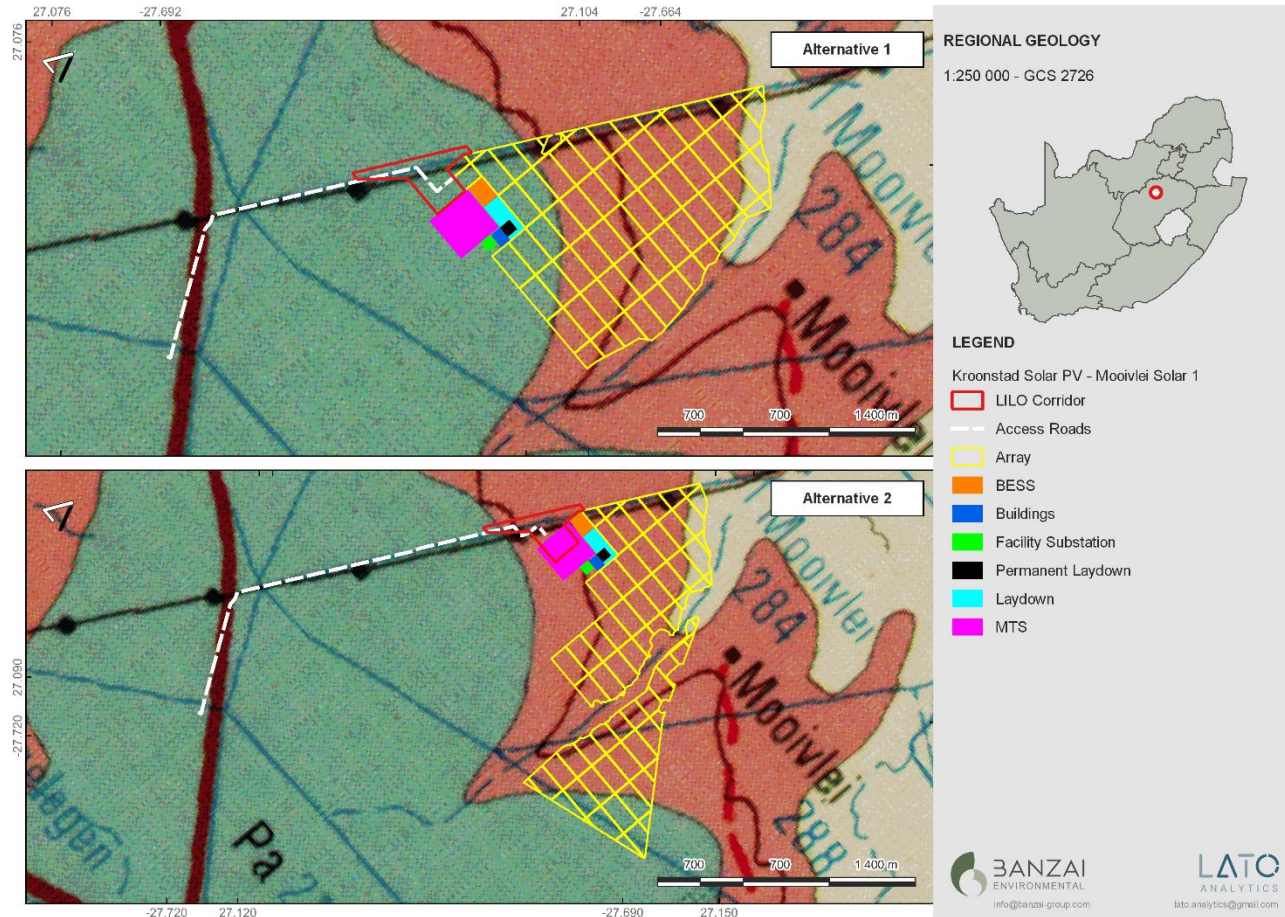 27.076
-27.692
27.104
-27.664
27.076
Alternative 1
Mooivlei
284
Mooivlei
700
700
1 400 m
Alternative 2
Mooivlei
284
Mooivlei
288
Pa
27.090
-27.720
700
700
1 400 m
-27.720
27.120
-27.690
27.150
REGIONAL GEOLOGY
1:250 000 - GCS 2726
LEGEND
Kroonstad Solar PV - Mooivlei Solar 1
LILO Corridor
Access Roads
Array
BESS
Buildings
Facility Substation
Permanent Laydown
Laydown
MTS
BANZAI
ENVIRONMENTAL
info@banzai-group.com
LATO
ANALYTICS
lato.analytics@gmail.com